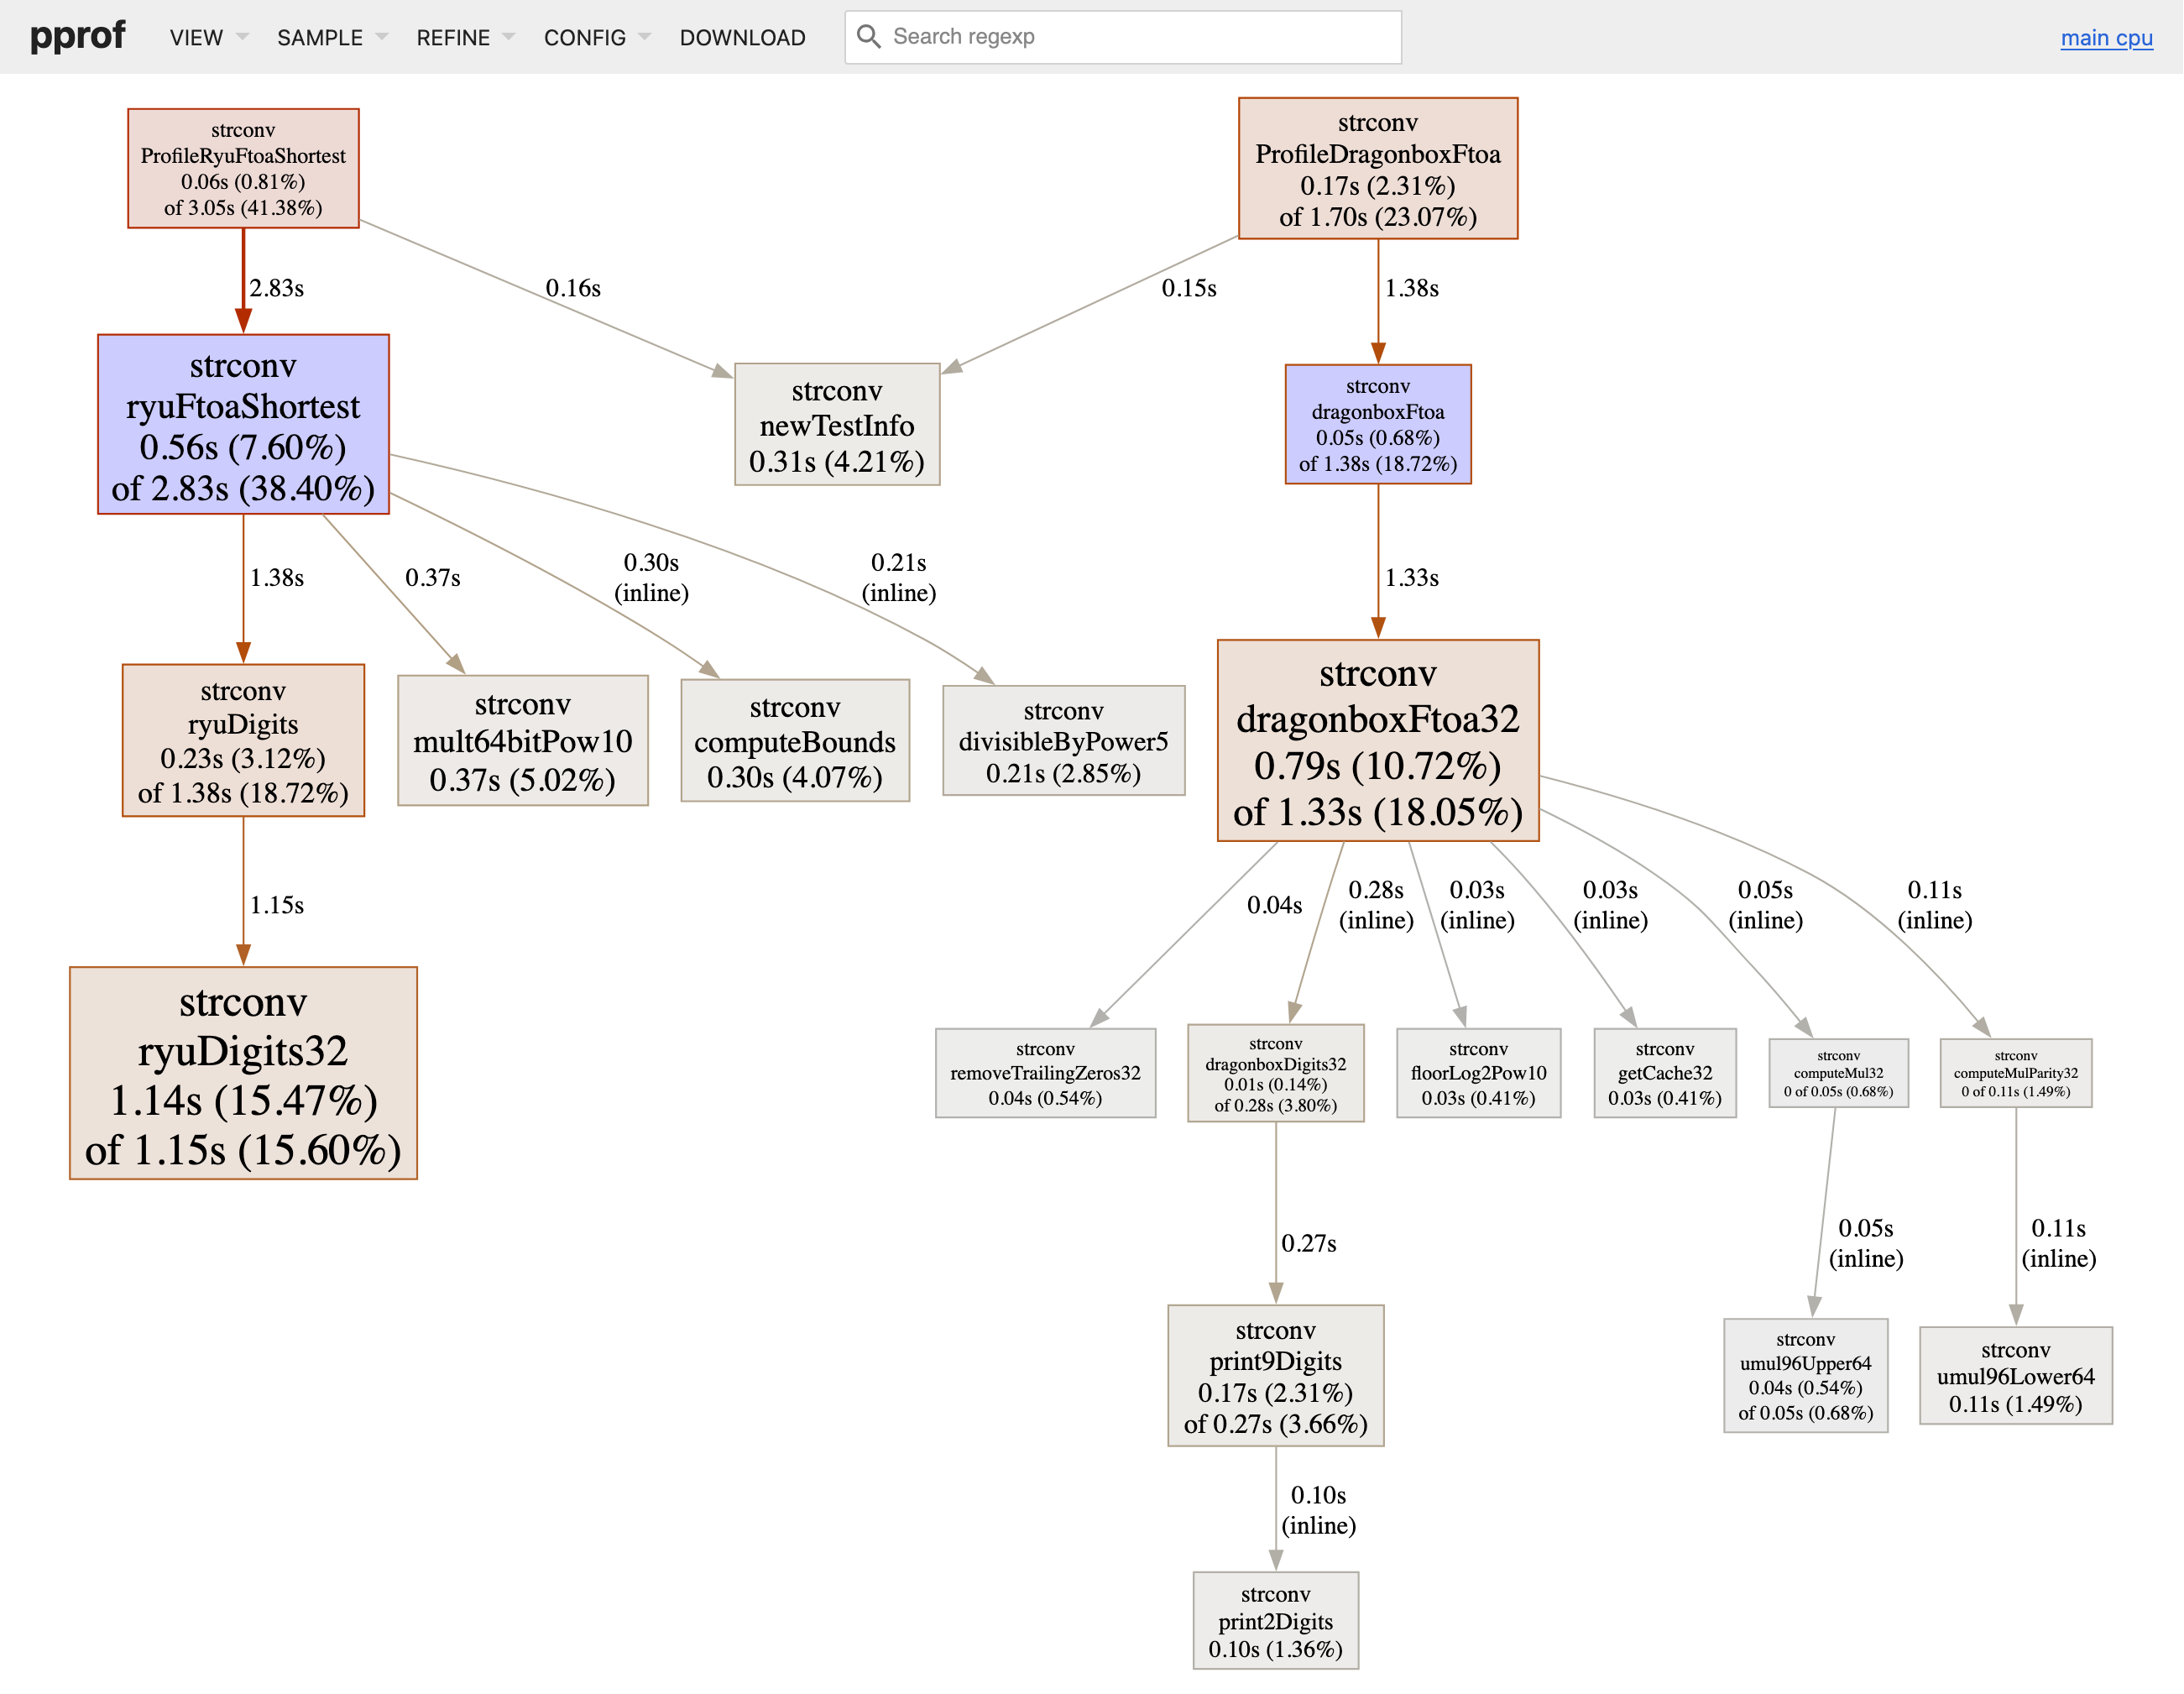 pprof
VIEW
SAMPLE
REFINE
CONFIG
DOWNLOAD
Search regexp
main cpu
strconv
ProfileRyuFtoaShortest
0.06s (0.81%)
of 3.05s (41.38%)
strconv
ProfileDragonboxFtoa
0.17s (2.31%)
of 1.70s (23.07%)
2.83s
0.16s
0.15s
1.38s
strconv
ryuFtoaShortest
0.56s (7.60%)
of 2.83s (38.40%)
strconv
newTestInfo
0.31s (4.21%)
strconv
dragonboxFtoa
0.05s (0.68%)
of 1.38s (18.72%)
1.38s
0.37s
0.30s
(inline)
0.21s
(inline)
1.33s
strconv
ryuDigits
0.23s (3.12%)
of 1.38s (18.72%)
strconv
mult64bitPow10
0.37s (5.02%)
strconv
computeBounds
0.30s (4.07%)
strconv
divisibleByPower5
0.21s (2.85%)
strconv
dragonboxFtoa32
0.79s (10.72%)
of 1.33s (18.05%)
1.15s
0.04s
0.28s
(inline)
0.03s
(inline)
0.03s
(inline)
0.05s
(inline)
0.11s
(inline)
strconv
ryuDigits32
1.14s (15.47%)
of 1.15s (15.60%)
strconv
removeTrailingZeros32
0.04s (0.54%)
strconv
dragonboxDigits32
0.01s (0.14%)
of 0.28s (3.80%)
strconv
floorLog2Pow10
0.03s (0.41%)
strconv
getCache32
0.03s (0.41%)
strconv
computeMul32
0 of 0.05s (0.68%)
strconv
computeMulParity32
0 of 0.11s (1.49%)
0.27s
0.05s
(inline)
0.11s
(inline)
strconv
print9Digits
0.17s (2.31%)
of 0.27s (3.66%)
strconv
umul96Upper64
0.04s (0.54%)
of 0.05s (0.68%)
strconv
umul96Lower64
0.11s (1.49%)
0.10s
(inline)
strconv
print2Digits
0.10s (1.36%)